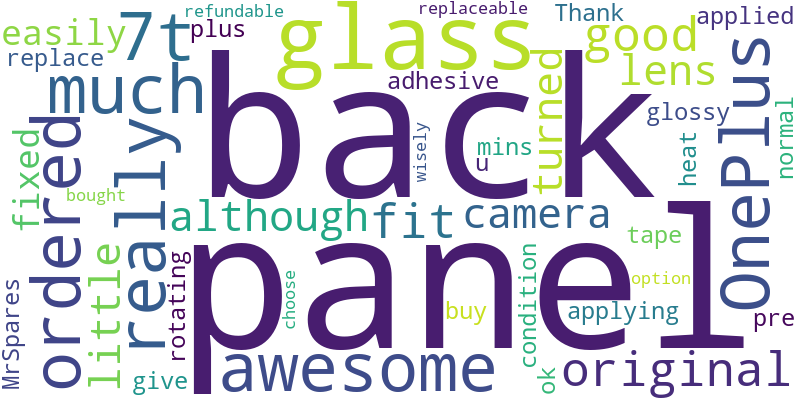 refundable
replaceable
Thank
applied
easily
7t
plus
glass
good
replace
much
back
adhesive
lens
turned
OnePlus
glossy
normal
heat
mins
u
wisely
fixed
ordered
really
bought
although
fit
camera
tape
little
panel
rotating
choose
condition
option
MrSpares
buy
applying
pre
give
awesome
ok
original